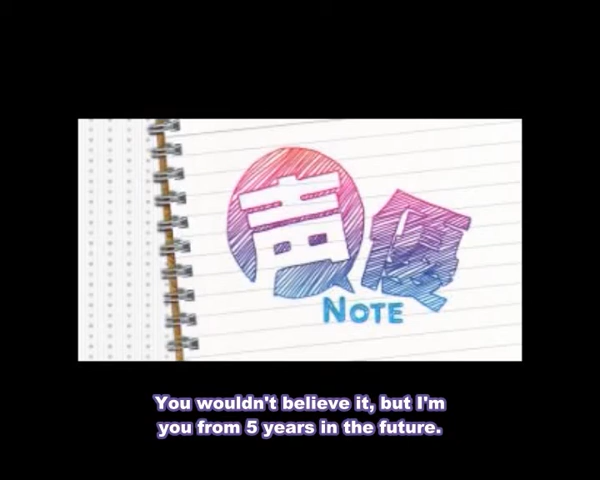 声優
NOTE
You wouldn't believe it, but I'm
you from 5 years in the future.